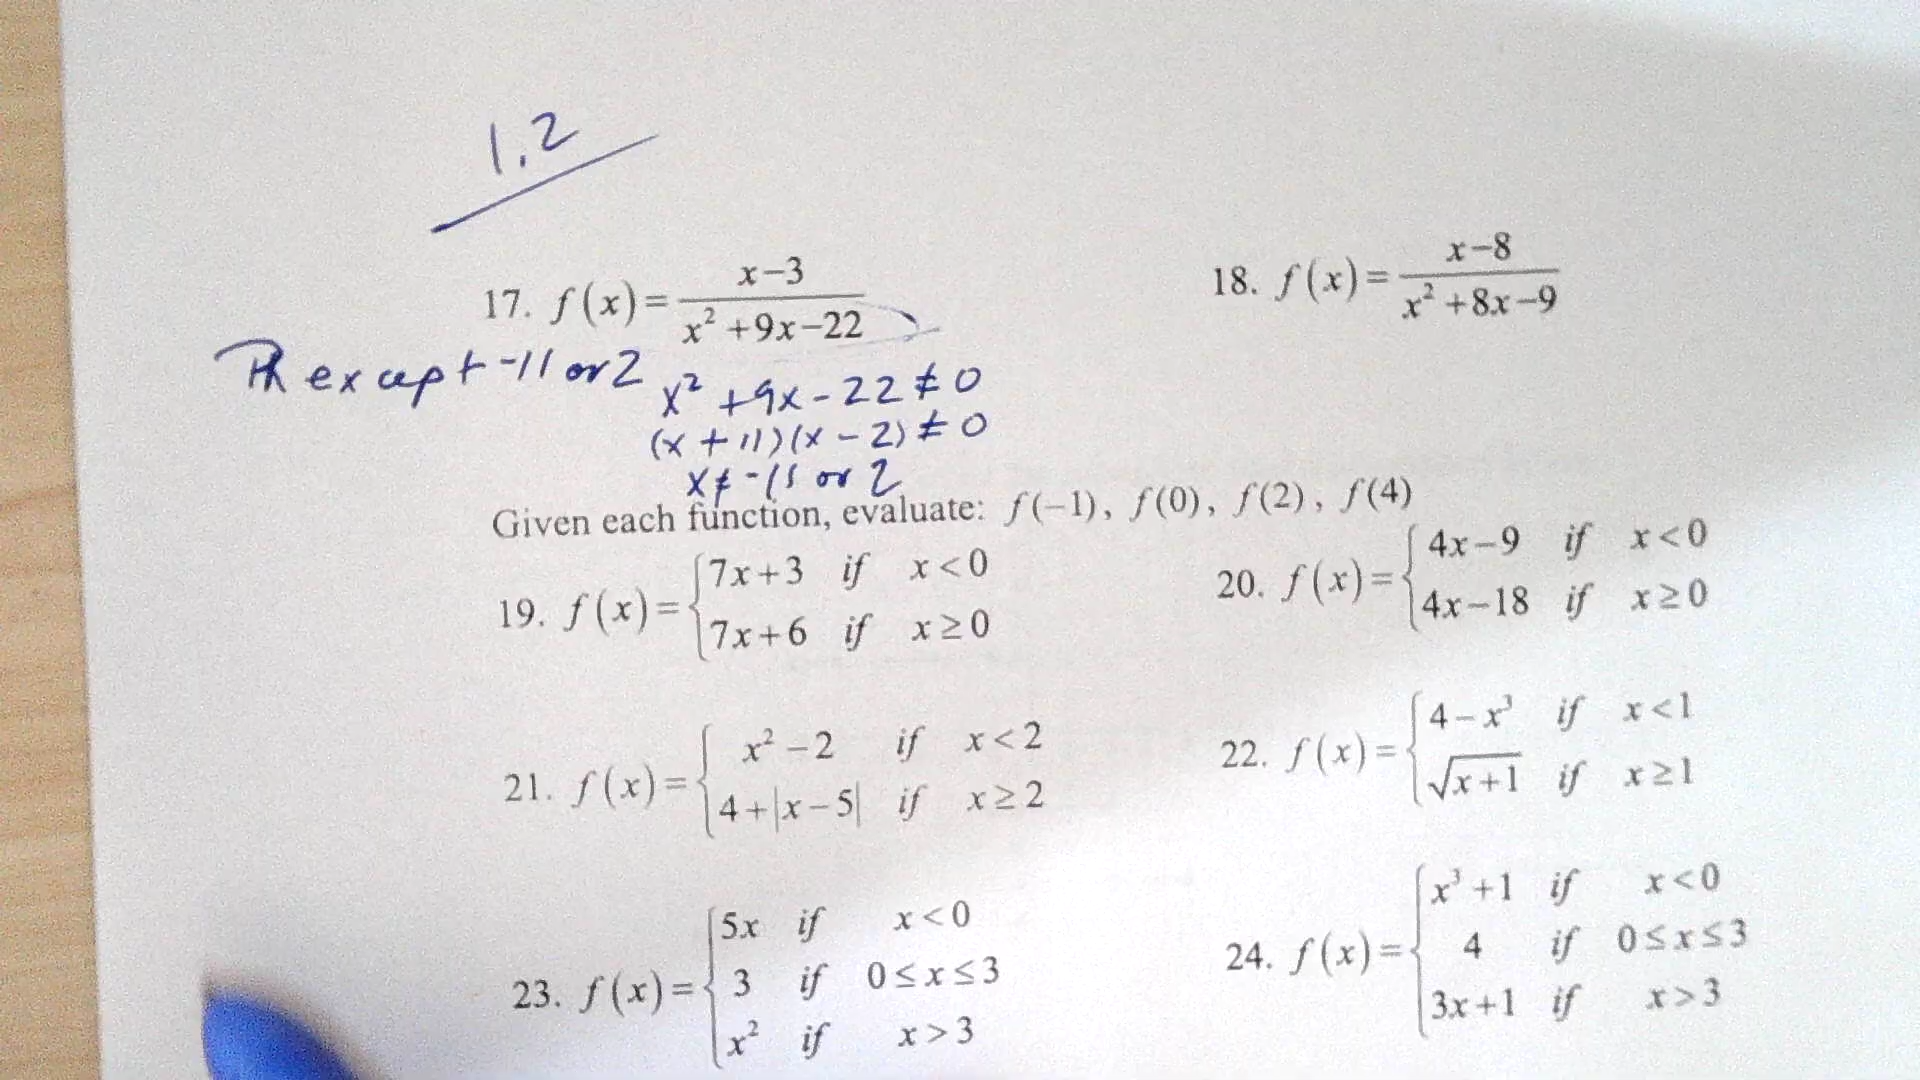 1.2
17. f(x) = (x-3)/(x² +9x-22)
18. f(x) = (x-8)/(x² +8x-9)
ℝ except -11 or 2
x² +9x - 22 ≠ 0
(x + 11)(x - 2) ≠ 0
x ≠ -11 or 2
Given each function, evaluate: f(-1), f(0), f(2), f(4)
19. f(x) = { 7x+3 if x<0
7x+6 if x≥0
20. f(x) = { 4x-9 if x<0
4x-18 if x≥0
21. f(x) = { x² -2 if x<2
4+|x-5| if x≥2
22. f(x) = { 4-x³ if x<1
√(x+1) if x≥1
23. f(x) = { 5x if x<0
3 if 0≤x≤3
x² if x>3
24. f(x) = { x³ +1 if x<0
4 if 0≤x≤3
3x+1 if x>3